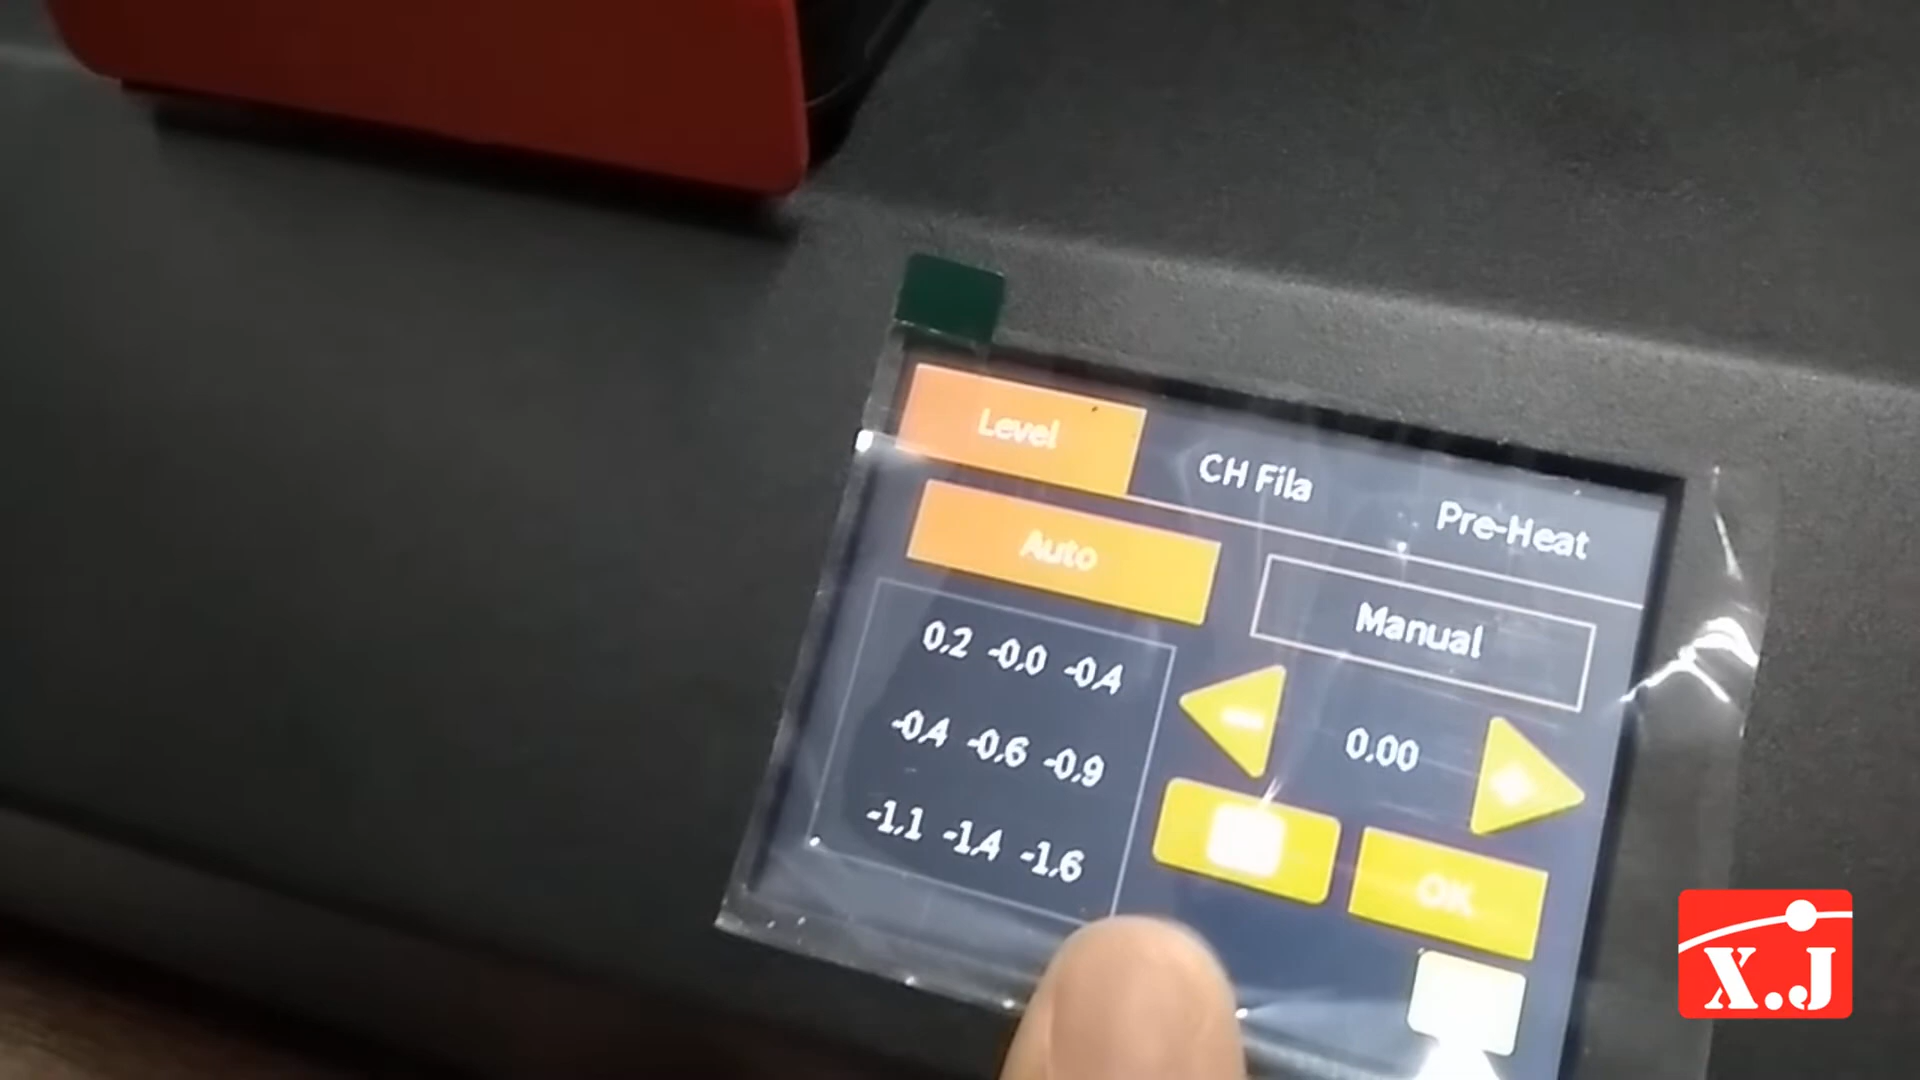 Level CH Fila Pre-Heat
Auto Manual
0.2 -0.0 -0.4
-0.4 -0.6 -0.9
0.00
-1.1 -1.4 -1.6
OK
X.J